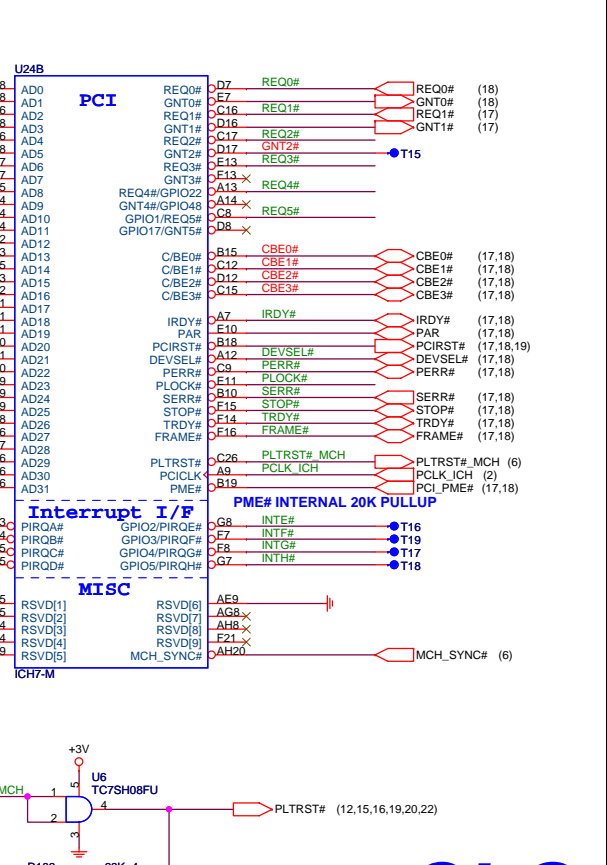 U24B
PCI
AD0 REQ0# D7 REQ0# REQ0# (18)
AD1 GNT0# E7 GNT0# (18)
AD2 REQ1# C16 REQ1# REQ1# (17)
AD3 GNT1# D16 GNT1# (17)
AD4 REQ2# C17 REQ2#
AD5 GNT2# D17 GNT2# T15
AD6 REQ3# E13 REQ3#
AD7 GNT3# F13
AD8 REQ4#/GPIO22 A13 REQ4#
AD9 GNT4#/GPIO48 A14
AD10 GPIO1/REQ5# C8 REQ5#
AD11 GPIO17/GNT5# D8
AD12
AD13 C/BE0# B15 CBE0# CBE0# (17,18)
AD14 C/BE1# C12 CBE1# CBE1# (17,18)
AD15 C/BE2# D12 CBE2# CBE2# (17,18)
AD16 C/BE3# C15 CBE3# CBE3# (17,18)
AD17
AD18 IRDY# A7 IRDY# IRDY# (17,18)
AD19 PAR E10 PAR (17,18)
AD20 PCIRST# B18 PCIRST# (17,18,19)
AD21 DEVSEL# A12 DEVSEL# DEVSEL# (17,18)
AD22 PERR# C9 PERR# PERR# (17,18)
AD23 PLOCK# E11 PLOCK#
AD24 SERR# B10 SERR# SERR# (17,18)
AD25 STOP# F15 STOP# STOP# (17,18)
AD26 TRDY# F14 TRDY# TRDY# (17,18)
AD27 FRAME# F16 FRAME# FRAME# (17,18)
AD28
AD29 PLTRST# C26 PLTRST#_MCH PLTRST#_MCH (6)
AD30 PCICLK A9 PCLK_ICH PCLK_ICH (2)
AD31 PME# B19 PCI_PME# (17,18)
PME# INTERNAL 20K PULLUP
Interrupt I/F
PIRQA# GPIO2/PIRQE# G8 INTE# T16
PIRQB# GPIO3/PIRQF# F7 INTF# T19
PIRQC# GPIO4/PIRQG# F8 INTG# T17
PIRQD# GPIO5/PIRQH# G7 INTH# T18
MISC
RSVD[1] RSVD[6] AE9
RSVD[2] RSVD[7] AG8
RSVD[3] RSVD[8] AH8
RSVD[4] RSVD[9] F21
RSVD[5] MCH_SYNC# AH20 MCH_SYNC# (6)
ICH7-M
+3V
U6
TC7SH08FU
MCH 1 5 4 PLTRST# (12,15,16,19,20,22)
2
3